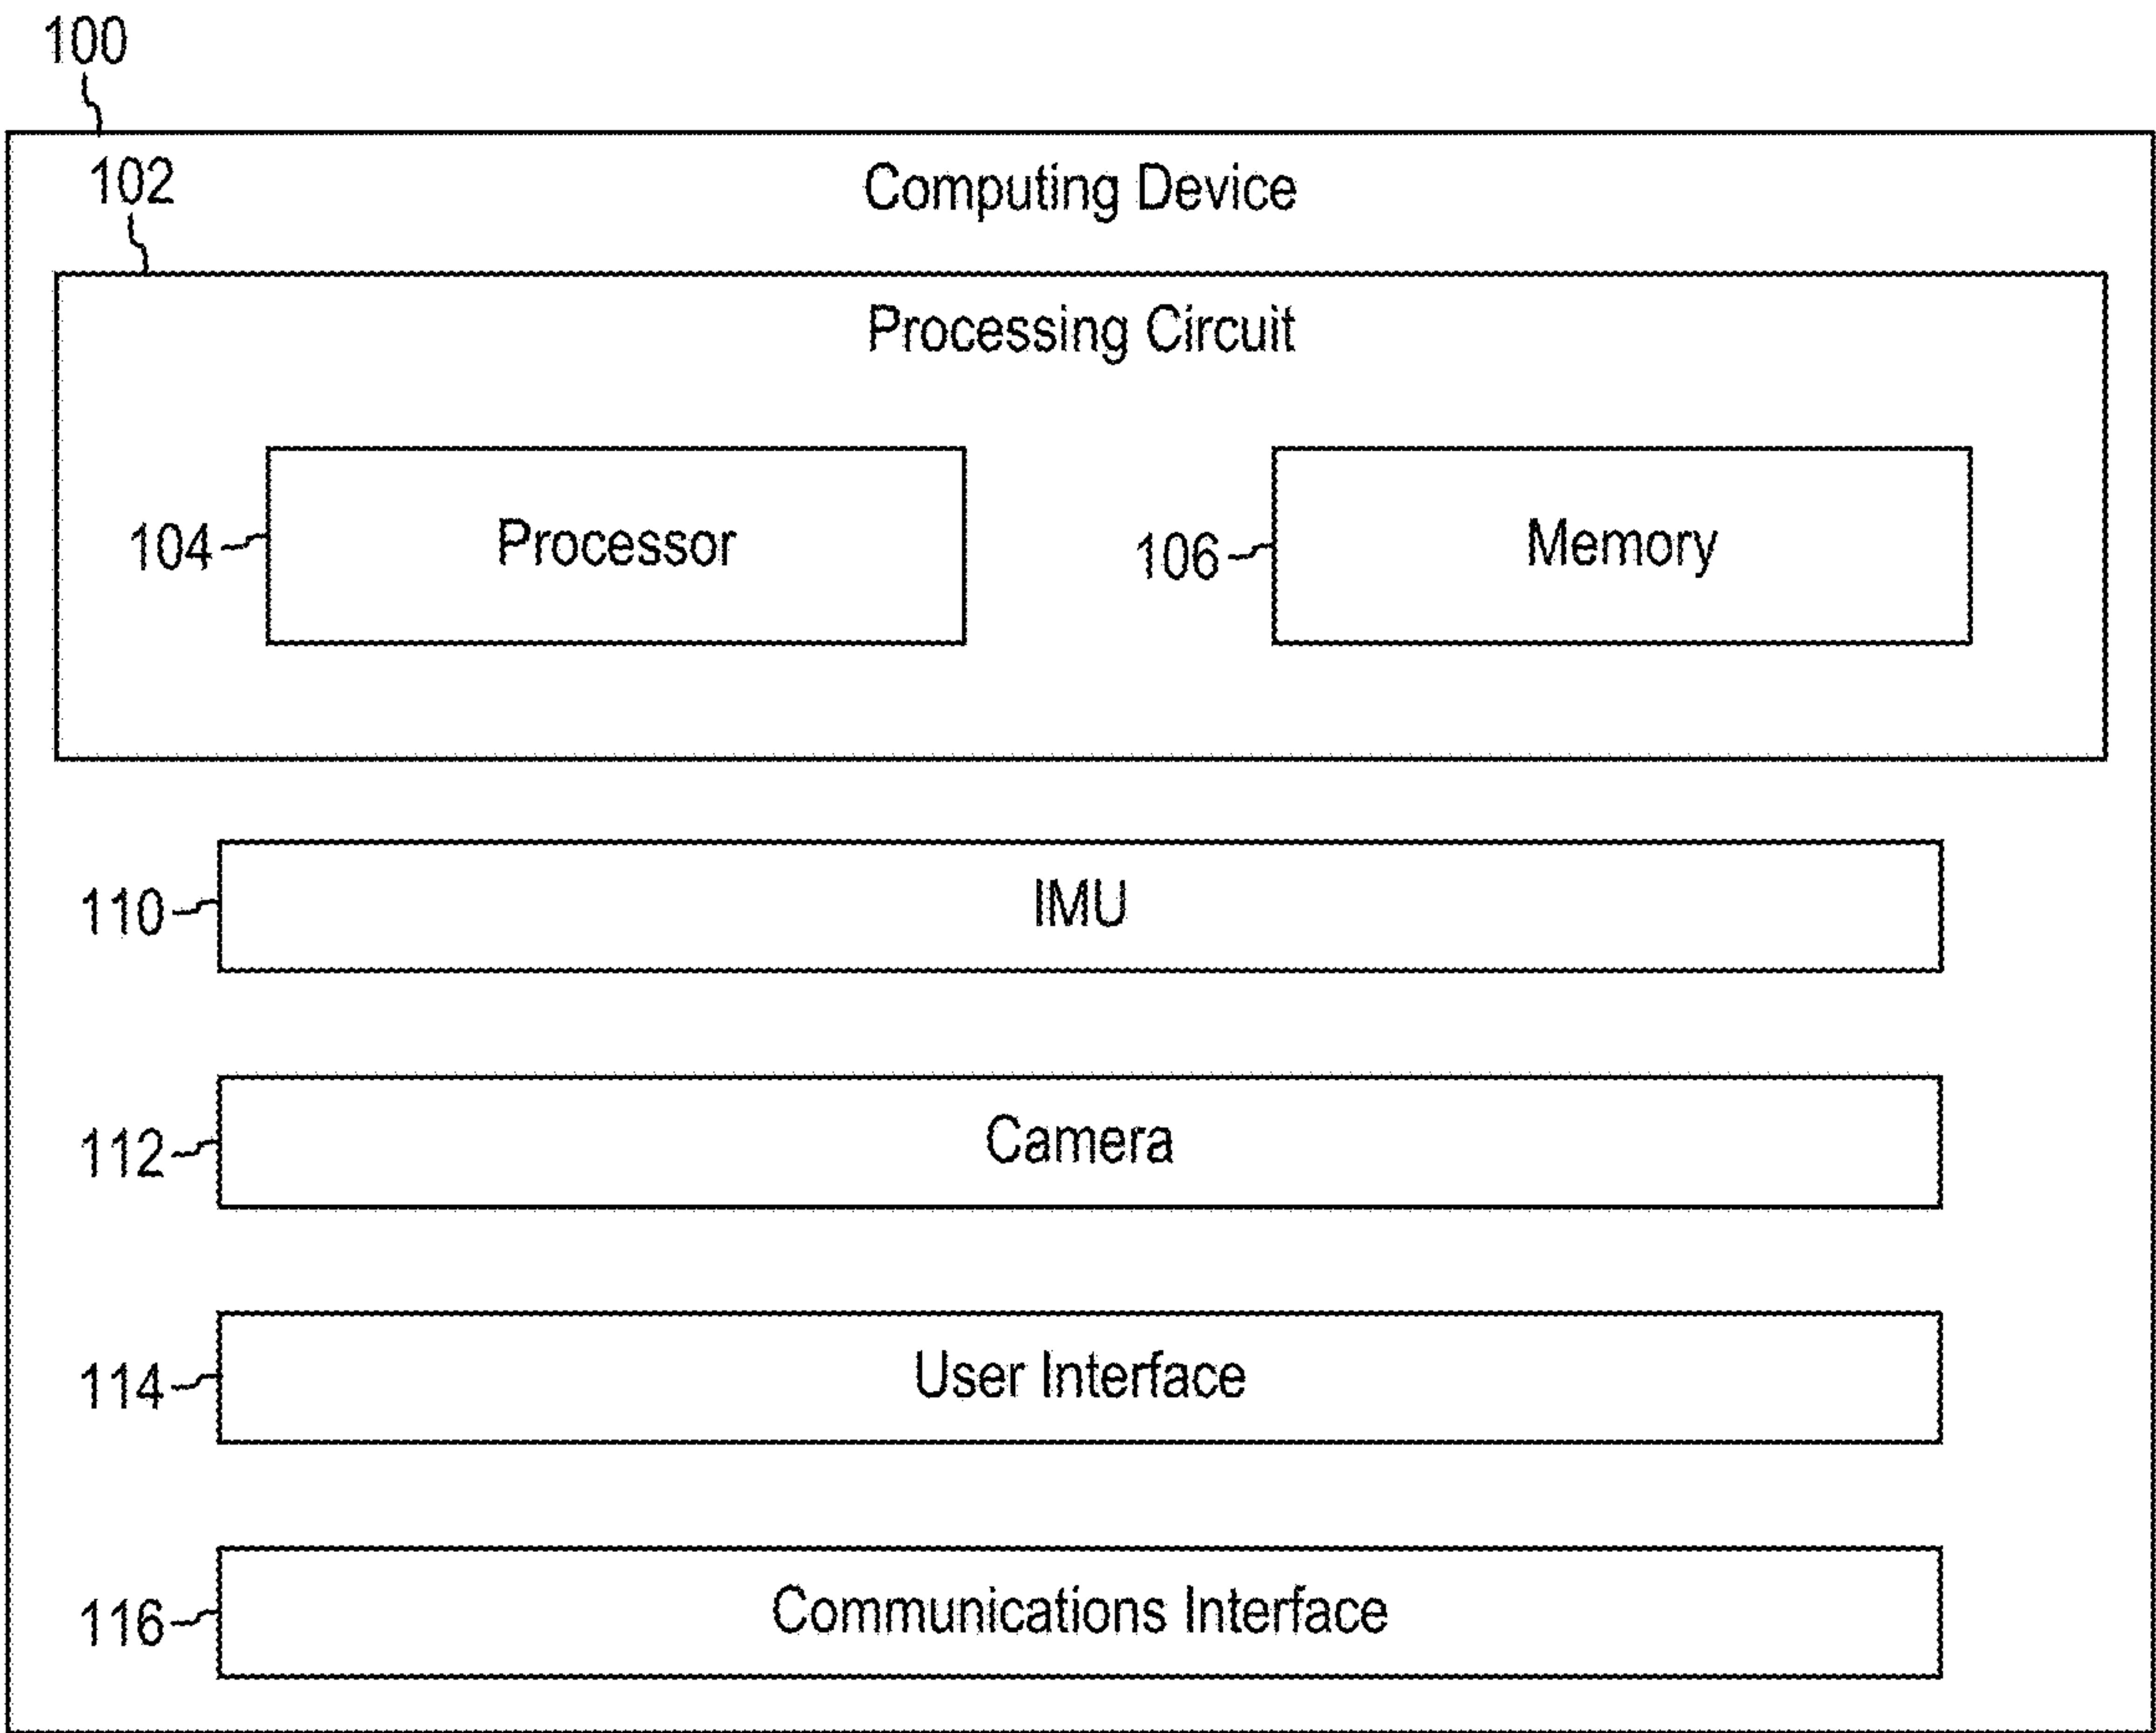 100
102
Computing Device
Processing Circuit
104
Processor
106
Memory
110
IMU
112
Camera
114
User Interface
116
Communications Interface